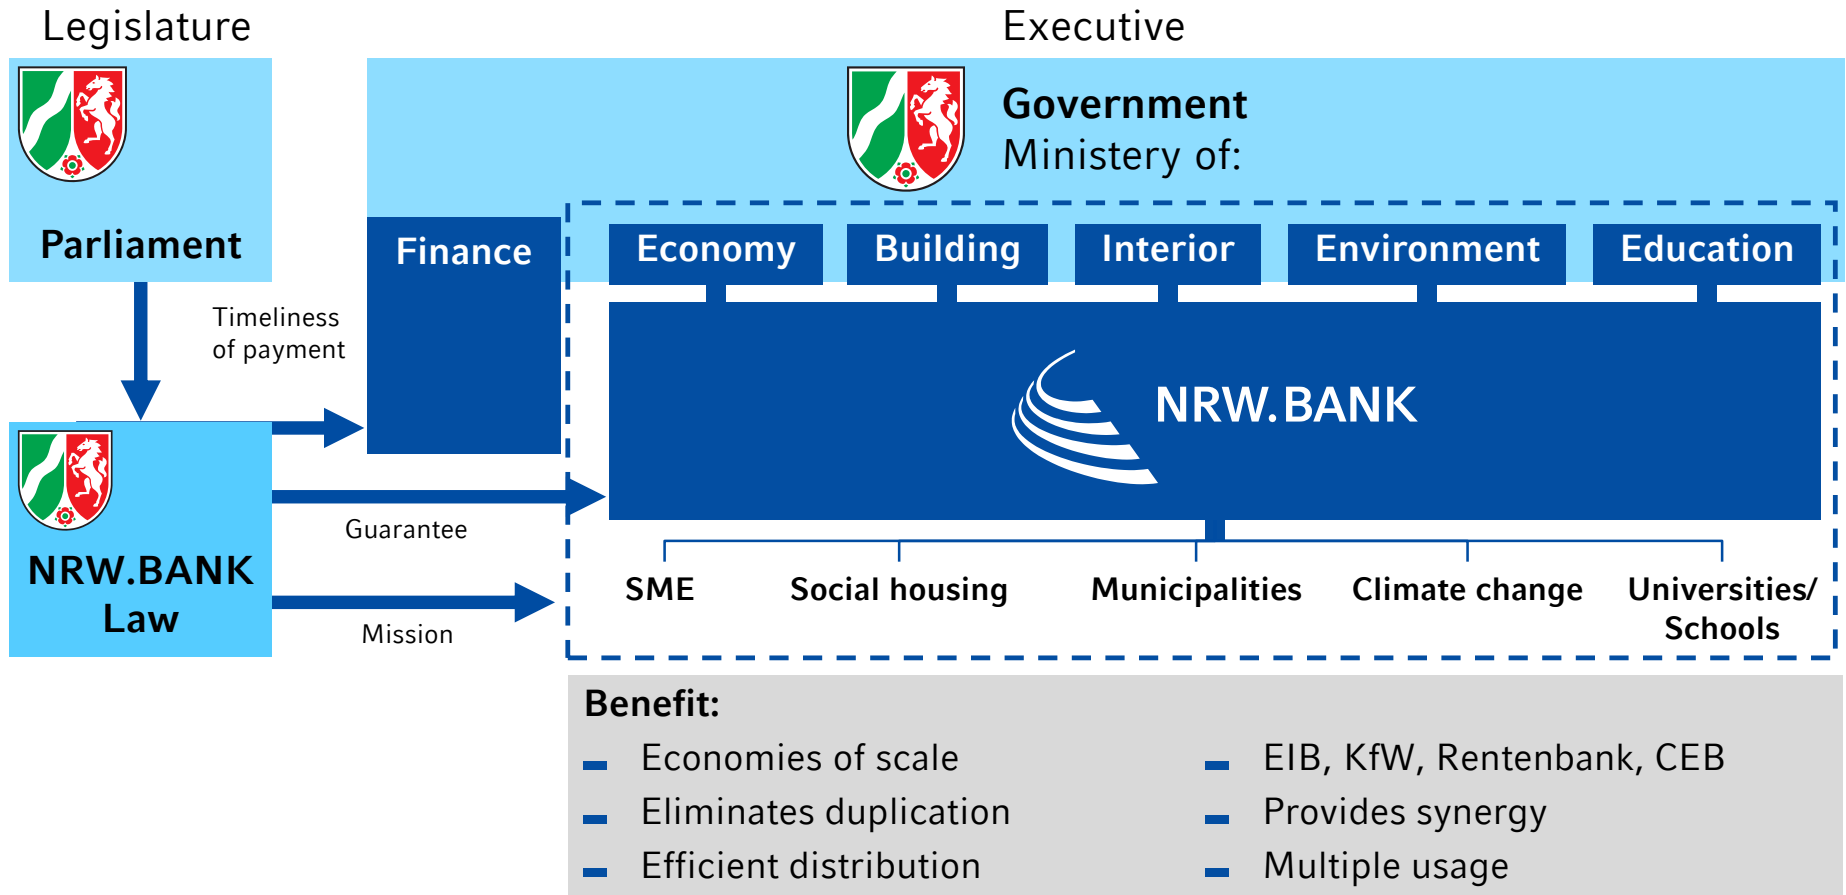 Legislature
Executive
Government
Ministery of:
Parliament
Finance
Economy
Building
Interior
Environment
Education
Timeliness
of payment
NRW.BANK
Guarantee
NRW.BANK
Law
Mission
SME
Social housing
Municipalities
Climate change
Universities/
Schools
Benefit:
Economies of scale
Eliminates duplication
Efficient distribution
EIB, KfW, Rentenbank, CEB
Provides synergy
Multiple usage